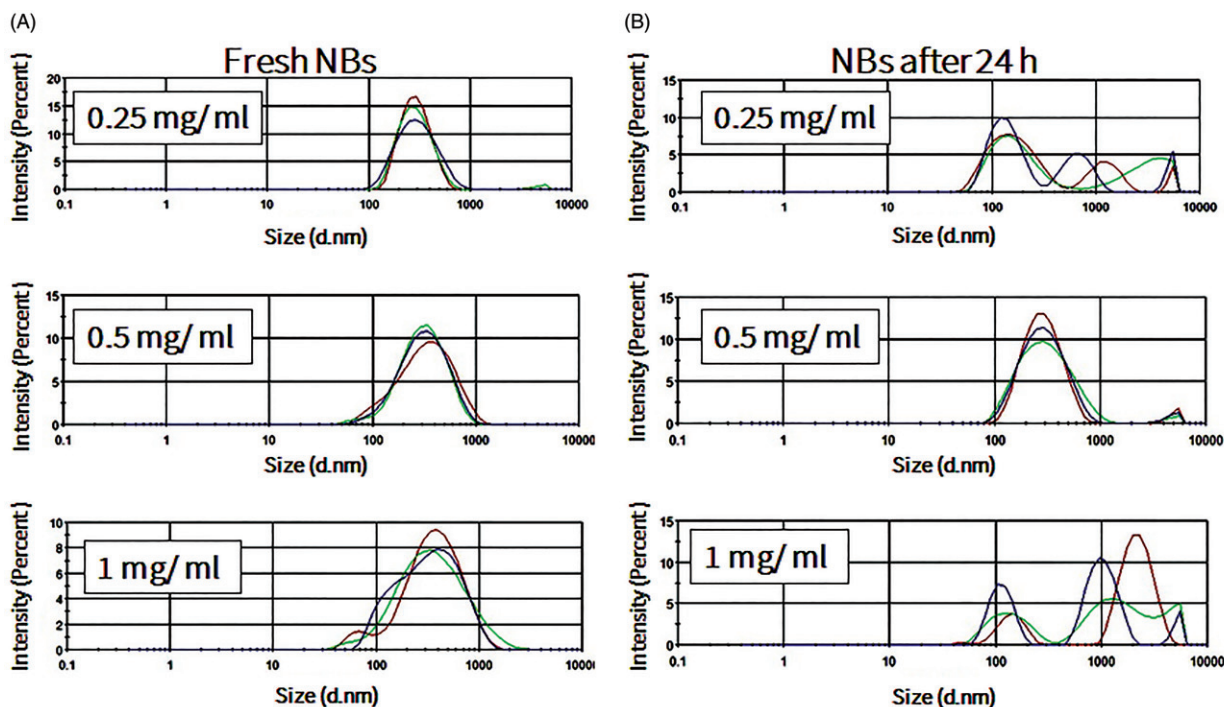 (A)
Fresh NBs
Intensity (Percent)
20
15
10
5
0
0.25 mg/ml
0.1 1 10 100 1000 10000
Size (d.nm)
Intensity (Percent)
15
10
5
0
0.5 mg/ml
0.1 1 10 100 1000 10000
Size (d.nm)
Intensity (Percent)
10
8
6
4
2
0
1 mg/ml
0.1 1 10 100 1000
Size (d.nm)
(B)
NBs after 24 h
Intensity (Percent)
15
10
5
0
0.25 mg/ml
0.1 1 10 100 1000 10000
Size (d.nm)
Intensity (Percent)
15
10
5
0
0.5 mg/ml
0.1 1 10 100 1000 10000
Size (d.nm)
Intensity (Percent)
15
10
5
0
1 mg/ml
0.1 1 10 100 1000 10000
Size (d.nm)